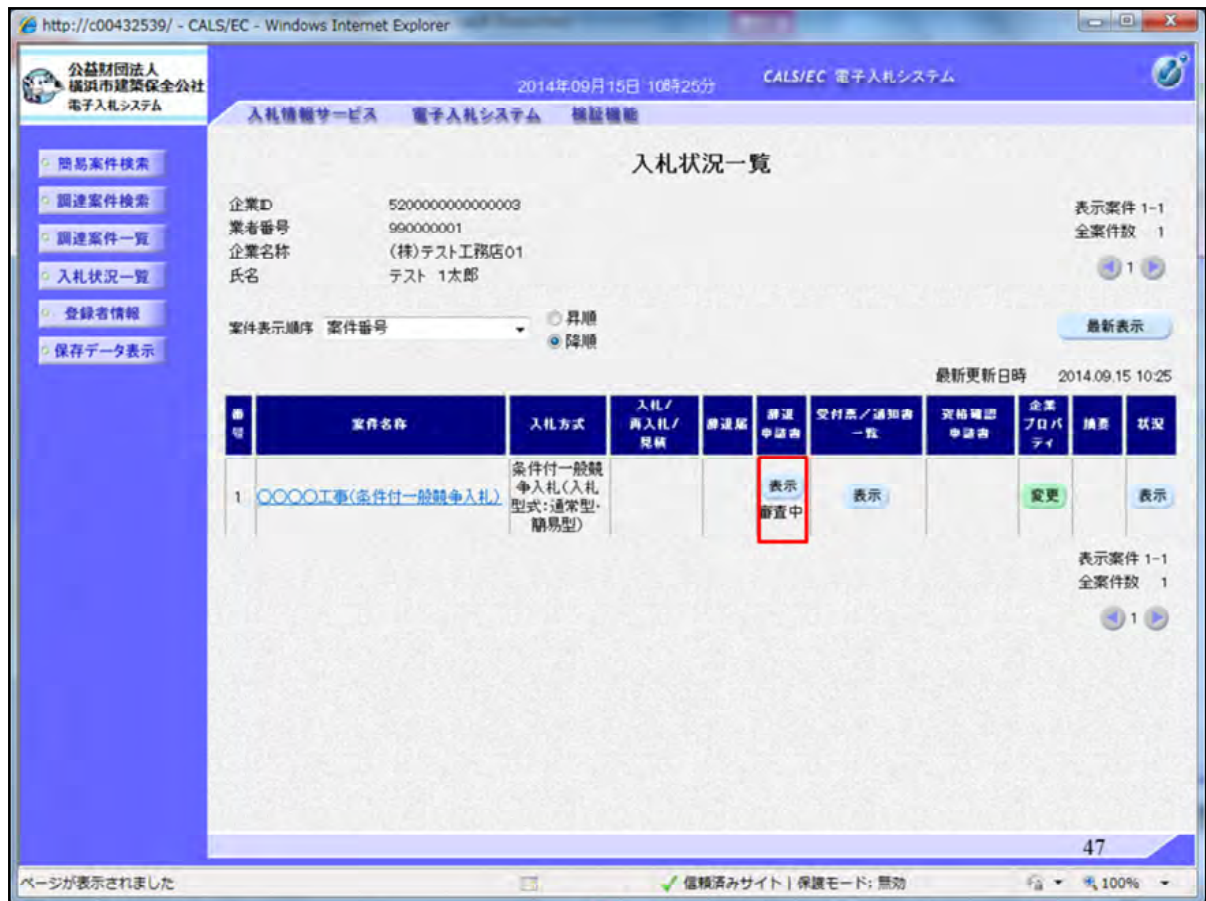 http://c00432539/ - CALS/EC - Windows Internet Explorer
公益財団法人
横浜市建築保全公社
電子入札システム
2014年09月15日 10時25分
CALS/EC 電子入札システム
入札情報サービス 電子入札システム 検証機能
簡易案件検索
調達案件検索
調達案件一覧
入札状況一覧
登録者情報
保存データ表示
入札状況一覧
企業ID 5200000000000003
業者番号 990000001
企業名称 (株)テスト工務店01
氏名 テスト 1太郎
表示案件 1-1
全案件数 1
1
案件表示順序 案件番号
昇順
降順
最新表示
最新更新日時 2014.09.15 10:25
番号 案件名称 入札方式 入札/再入札/見積 辞退届 辞退申請書 受付票/通知書一覧 資格確認申請書 企業プロパティ 摘要 状況
1 〇〇〇〇工事(条件付一般競争入札) 条件付一般競争入札(入札型式:通常型・簡易型) 表示 審査中 表示 変更 表示
表示案件 1-1
全案件数 1
1
47
ページが表示されました
信頼済みサイト | 保護モード: 無効
100%